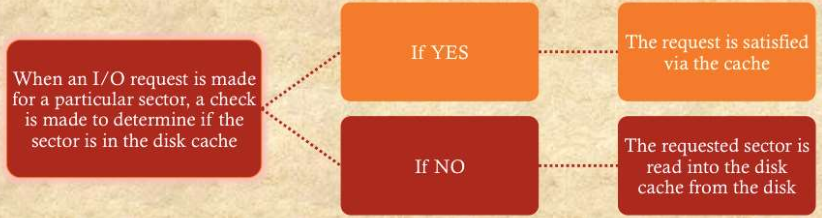 When an I/O request is made
for a particular sector, a check
is made to determine if the
sector is in the disk cache
If YES
The request is satisfied
via the cache
If NO
The requested sector is
read into the disk
cache from the disk